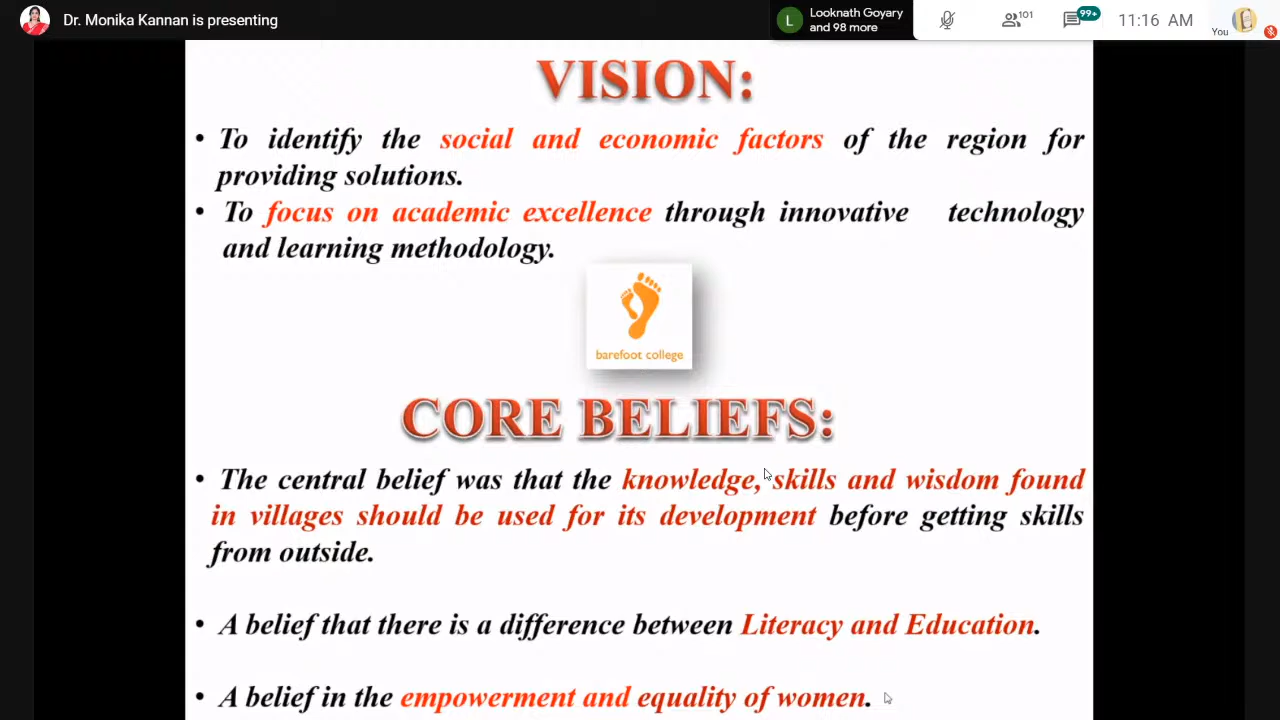 Dr. Monika Kannan is presenting
L
Looknath Goyary
and 98 more
101
99+
11:16 AM
You
VISION:
• To identify the social and economic factors of the region for
providing solutions.
• To focus on academic excellence through innovative technology
and learning methodology.
barefoot college
CORE BELIEFS:
• The central belief was that the knowledge, skills and wisdom found
in villages should be used for its development before getting skills
from outside.
• A belief that there is a difference between Literacy and Education.
• A belief in the empowerment and equality of women.